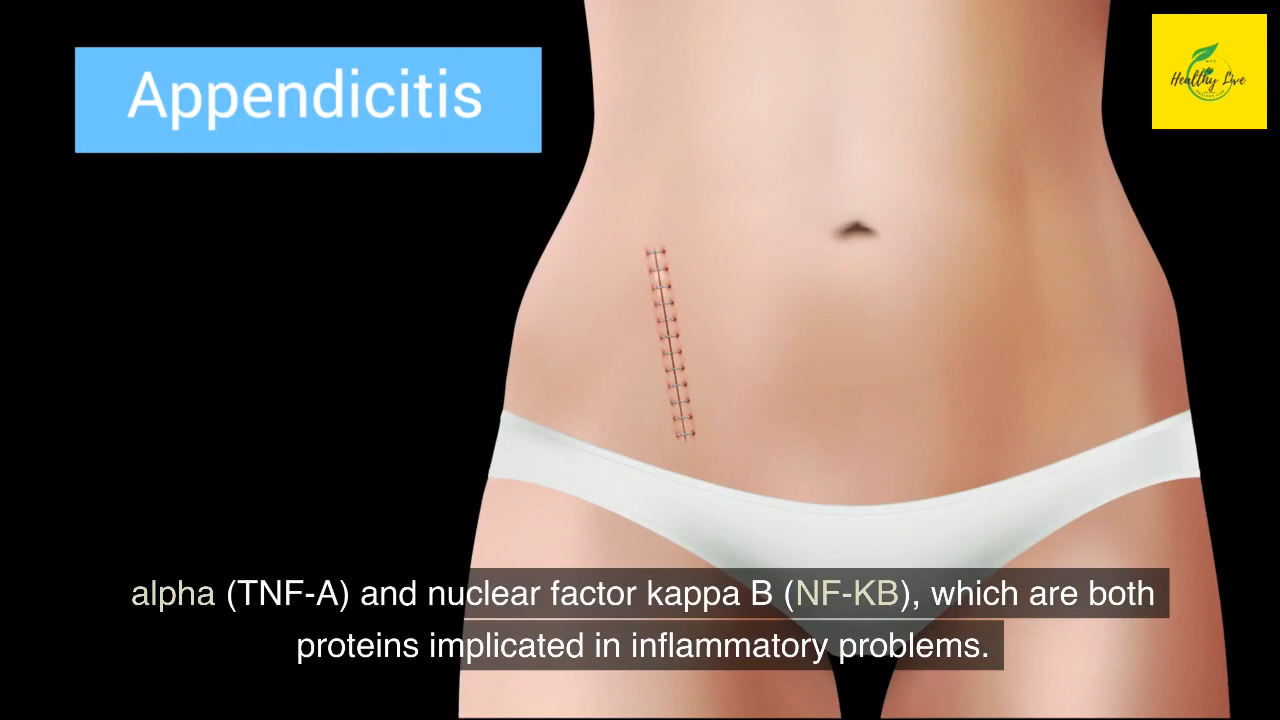 Appendicitis
Healthy Live
alpha (TNF-A) and nuclear factor kappa B (NF-KB), which are both
proteins implicated in inflammatory problems.